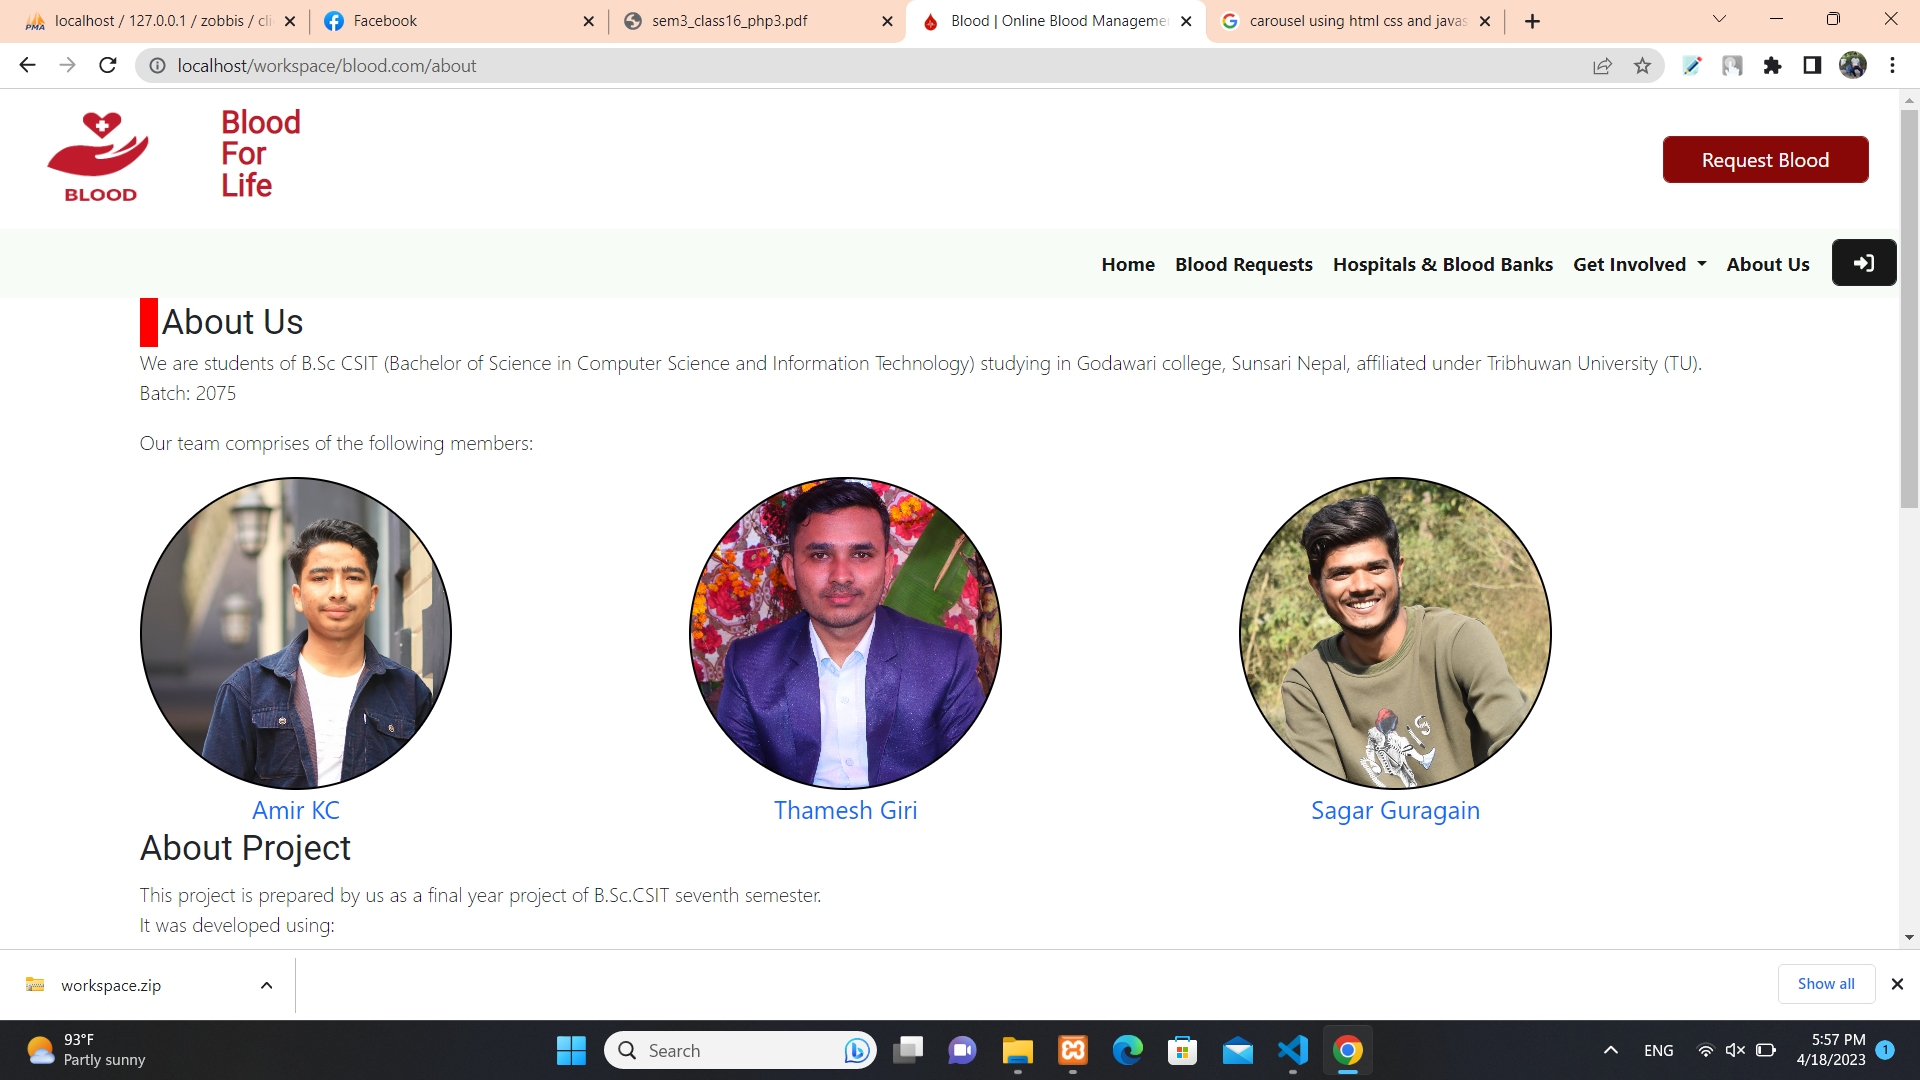 localhost / 127.0.0.1 / zobbis / cli
Facebook
sem3_class16_php3.pdf
Blood | Online Blood Manageme
carousel using html css and javas
localhost/workspace/blood.com/about
BLOOD
Blood
For
Life
Request Blood
Home Blood Requests Hospitals & Blood Banks Get Involved About Us
About Us
We are students of B.Sc CSIT (Bachelor of Science in Computer Science and Information Technology) studying in Godawari college, Sunsari Nepal, affiliated under Tribhuwan University (TU).
Batch: 2075
Our team comprises of the following members:
Amir KC
Thamesh Giri
Sagar Guragain
About Project
This project is prepared by us as a final year project of B.Sc.CSIT seventh semester.
It was developed using:
workspace.zip
Show all
93°F
Partly sunny
Search
ENG
5:57 PM
4/18/2023
1